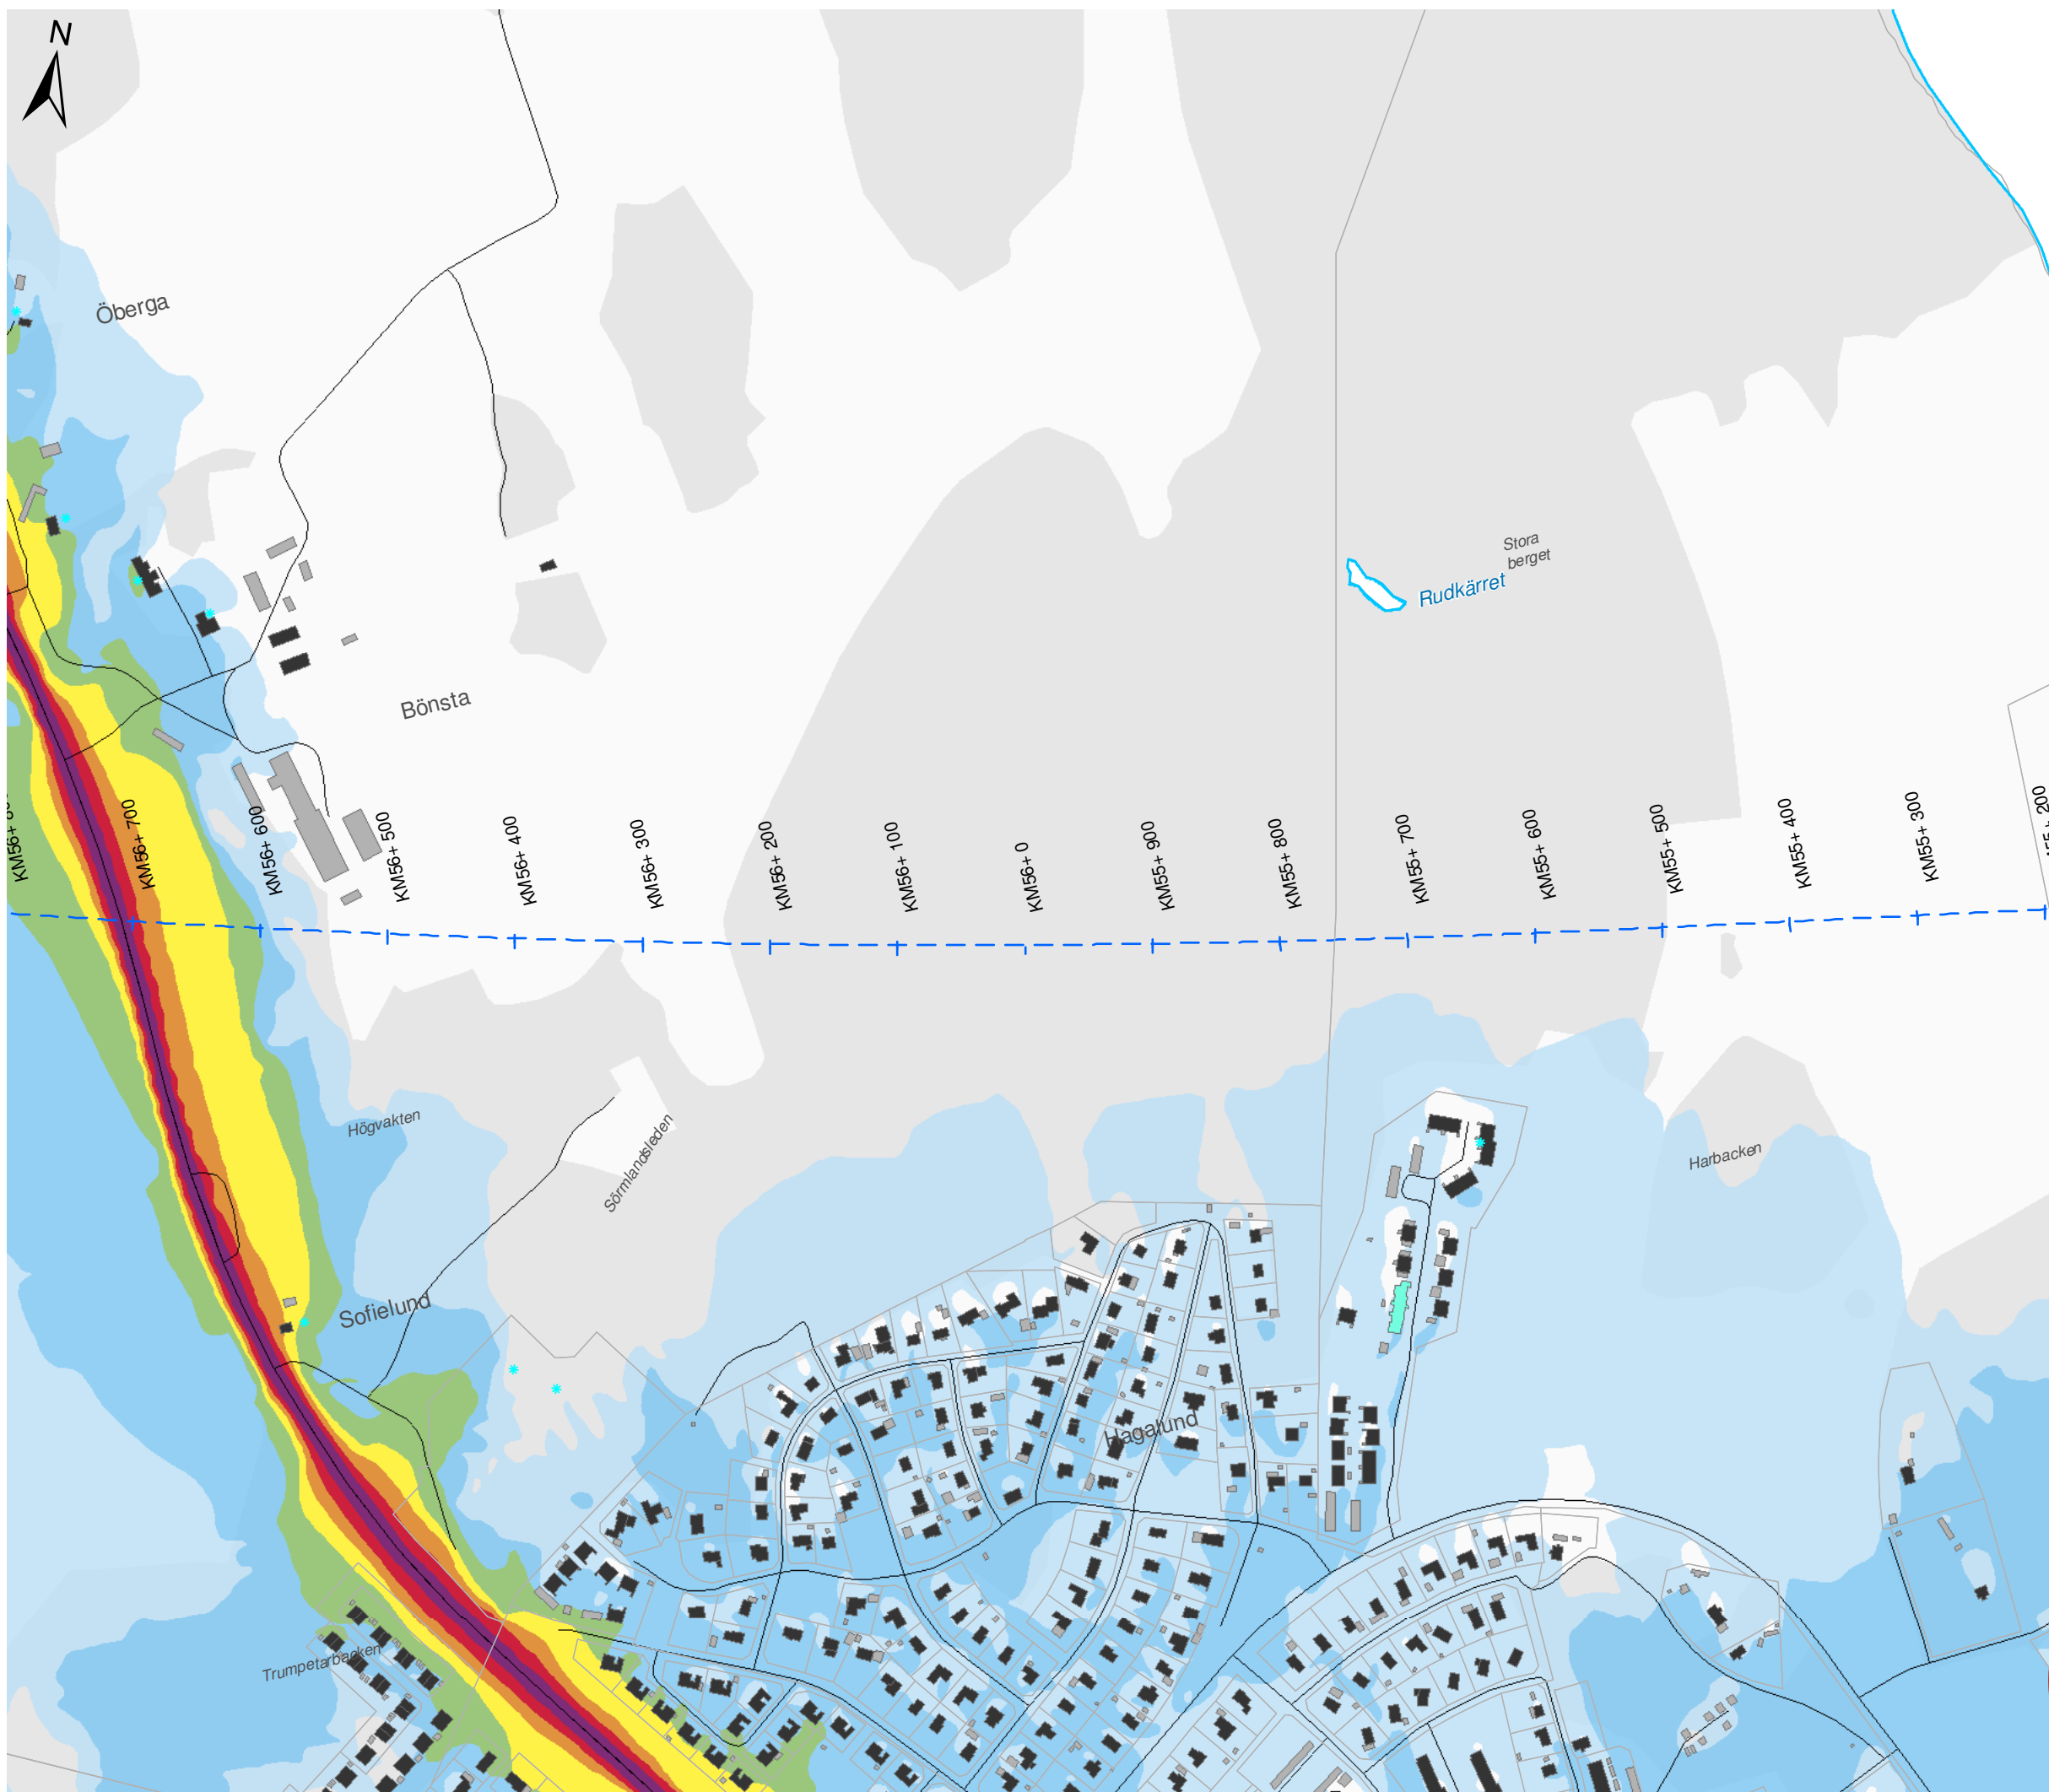 N
Öberga
Stora
berget
Rudkärret
Bönsta
KM56+ 700
KM56+ 600
KM56+ 500
KM56+ 400
KM56+ 300
KM56+ 200
KM56+ 100
KM56+ 0
KM55+ 900
KM55+ 800
KM55+ 700
KM55+ 600
KM55+ 500
KM55+ 400
KM55+ 300
Högvakten
Sörmlandsleden
Harbacken
Sofielund
Hagalund
Trumpetarbacken